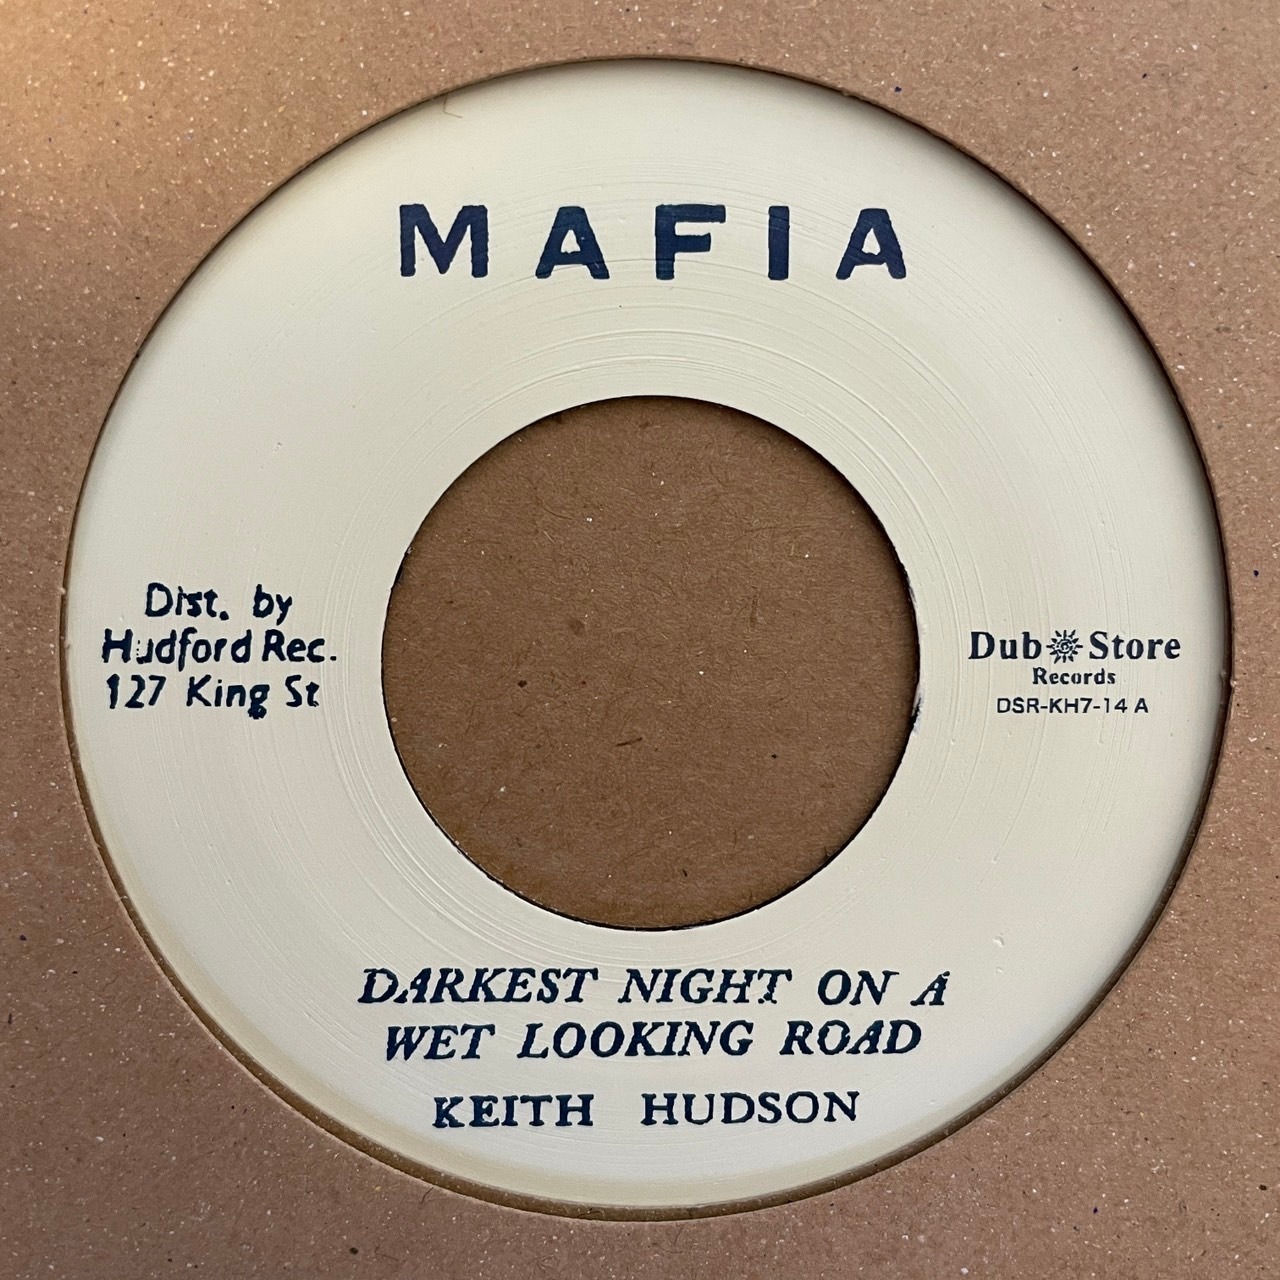 MAFIA
Dist. by
Hudford Rec.
127 King St
Dub Store
Records
DSR-KH7-14 A
DARKEST NIGHT ON A
WET LOOKING ROAD
KEITH HUDSON